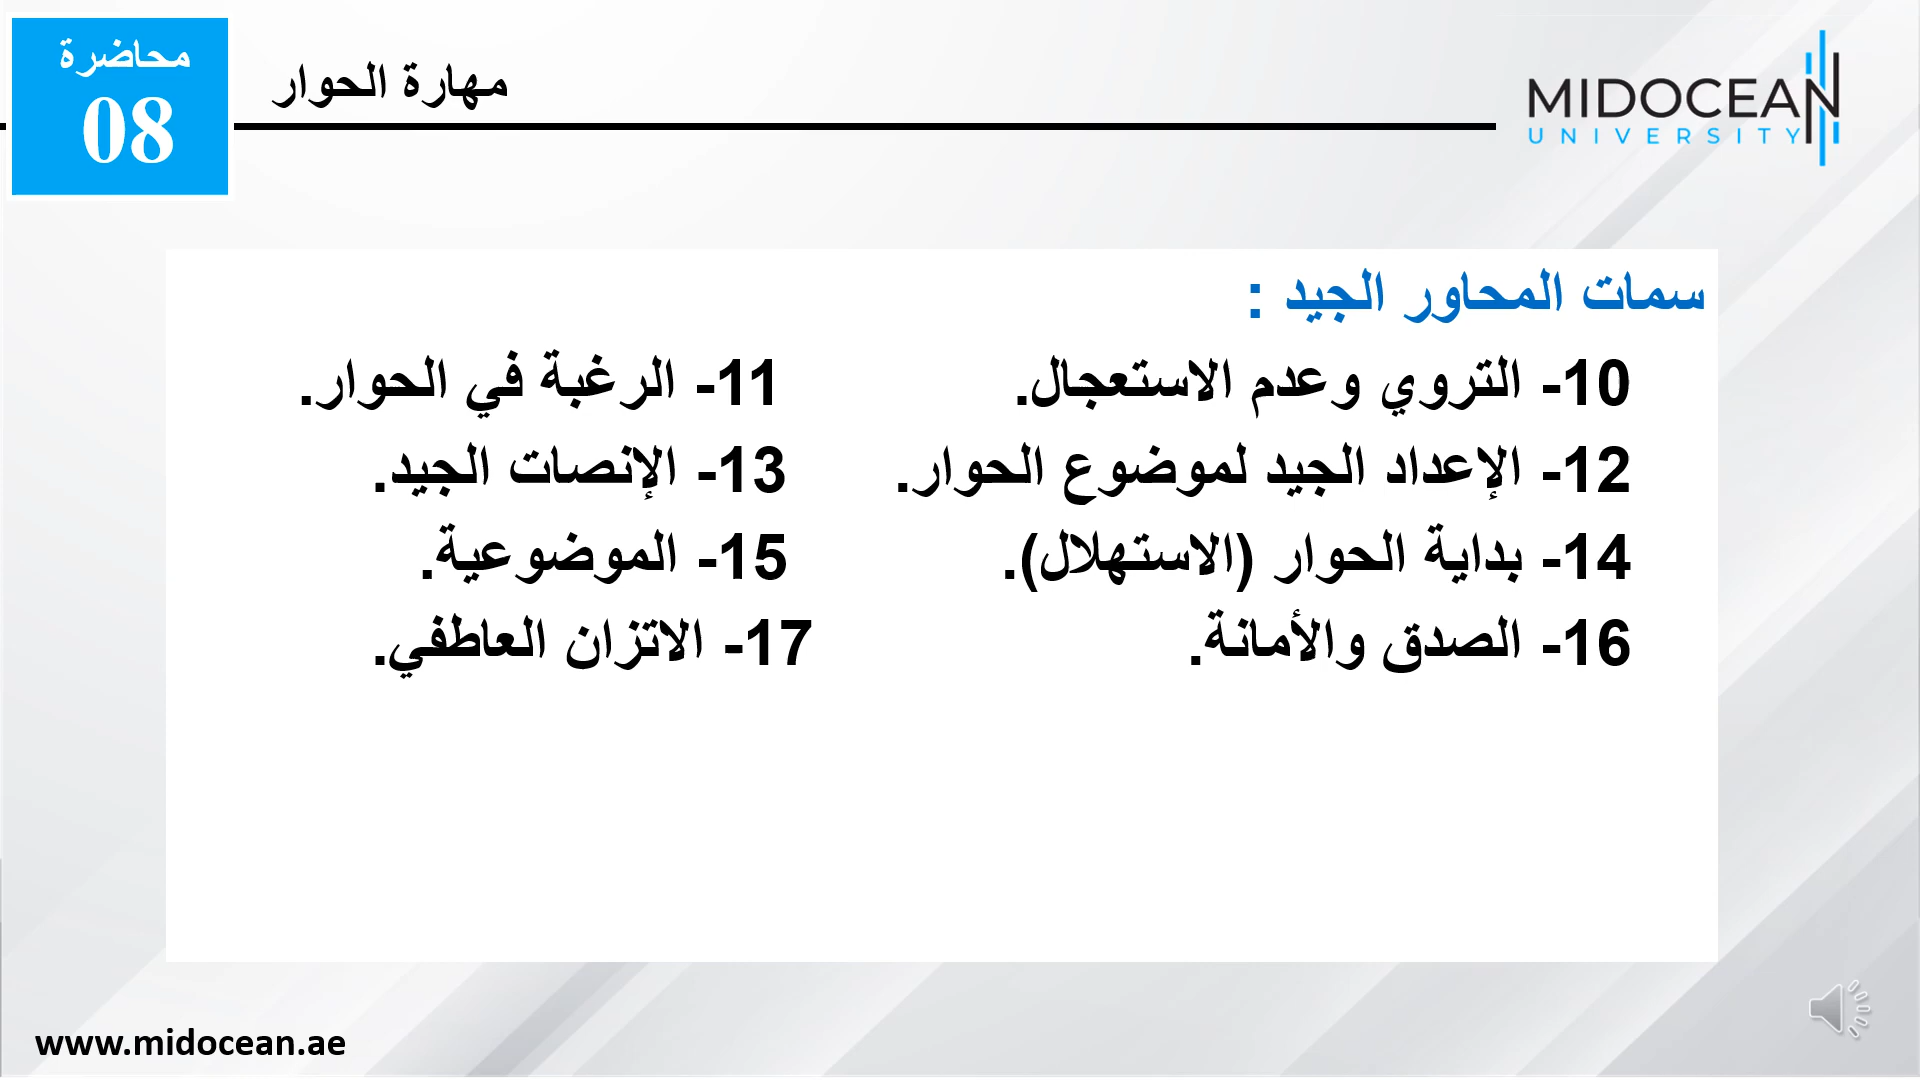 محاضرة
08
مهارة الحوار
MIDOCEAN
UNIVERSITY
سمات المحاور الجيد :
10- التروي وعدم الاستعجال. 11- الرغبة في الحوار.
12- الإعداد الجيد لموضوع الحوار. 13- الإنصات الجيد.
14- بداية الحوار (الاستهلال). 15- الموضوعية.
16- الصدق والأمانة. 17- الاتزان العاطفي.
www.midocean.ae